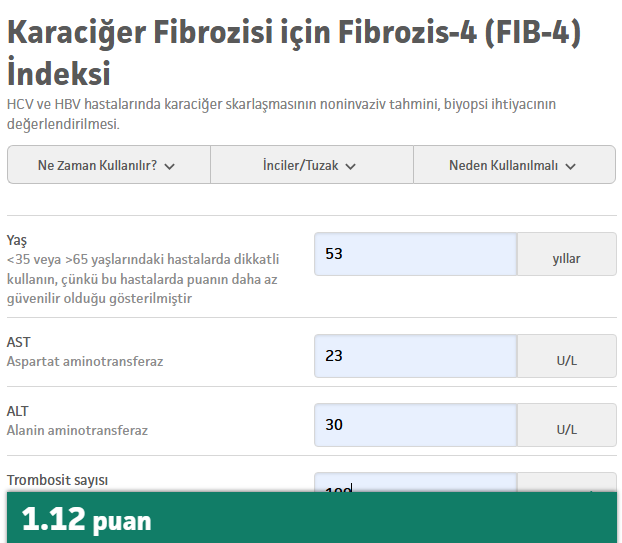 Karaciğer Fibrozisi için Fibrozis-4 (FIB-4)
İndeksi
HCV ve HBV hastalarında karaciğer skarlaşmasının noninvaziv tahmini, biyopsi ihtiyacının
değerlendirilmesi.
Ne Zaman Kullanılır? İnciler/Tuzak Neden Kullanılmalı
Yaş
<35 veya >65 yaşlarındaki hastalarda dikkatli
kullanın, çünkü bu hastalarda puanın daha az
güvenilir olduğu gösterilmiştir
53 yıllar
AST
Aspartat aminotransferaz
23 U/L
ALT
Alanin aminotransferaz
30 U/L
Trombosit sayısı
1.12 puan